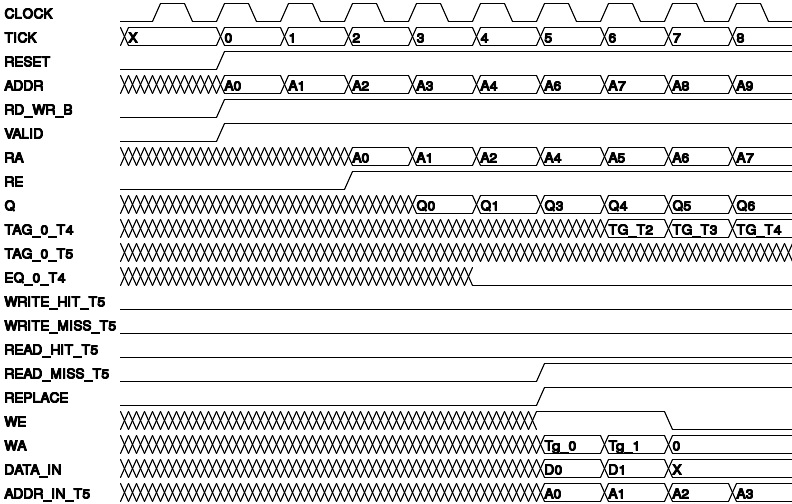 CLOCK
TICK X 0 1 2 3 4 5 6 7 8
RESET
ADDR A0 A1 A2 A3 A4 A6 A7 A8 A9
RD_WR_B
VALID
RA A0 A1 A2 A4 A5 A6 A7
RE
Q Q0 Q1 Q3 Q4 Q5 Q6
TAG_0_T4 TG_T2 TG_T3 TG_T4
TAG_0_T5
EQ_0_T4
WRITE_HIT_T5
WRITE_MISS_T5
READ_HIT_T5
READ_MISS_T5
REPLACE
WE
WA Tg_0 Tg_1 0
DATA_IN D0 D1 X
ADDR_IN_T5 A0 A1 A2 A3